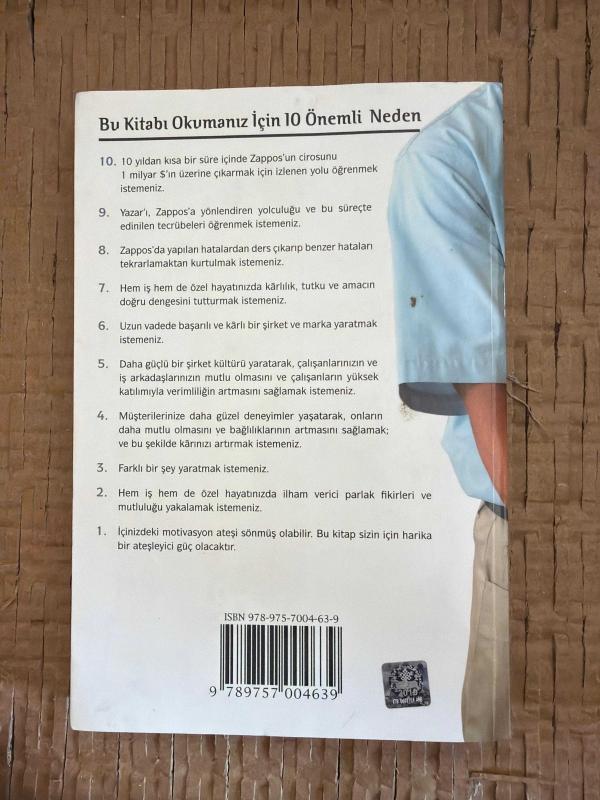 Bu Kitabı Okumanız İçin 10 Önemli Neden
10. 10 yıldan kısa bir süre içinde Zappos'un cirosunu
1 milyar $'ın üzerine çıkarmak için izlenen yolu öğrenmek
istemeniz.
9. Yazar'ı, Zappos'a yönlendiren yolculuğu ve bu süreçte
edinilen tecrübeleri öğrenmek istemeniz.
8. Zappos'da yapılan hatalardan ders çıkarıp benzer hataları
tekrarlamaktan kurtulmak istemeniz.
7. Hem iş hem de özel hayatınızda kârlılık, tutku ve amacın
doğru dengesini tutturmak istemeniz.
6. Uzun vadede başarılı ve kârlı bir şirket ve marka yaratmak
istemeniz.
5. Daha güçlü bir şirket kültürü yaratarak, çalışanlarınızın ve
iş arkadaşlarınızın mutlu olmasını ve çalışanların yüksek
katılımıyla verimliliğin artmasını sağlamak istemeniz.
4. Müşterilerinize daha güzel deneyimler yaşatarak, onların
daha mutlu olmasını ve bağlılıklarının artmasını sağlamak;
ve bu şekilde kârınızı artırmak istemeniz.
3. Farklı bir şey yaratmak istemeniz.
2. Hem iş hem de özel hayatınızda ilham verici parlak fikirleri ve
mutluluğu yakalamak istemeniz.
1. İçinizdeki motivasyon ateşi sönmüş olabilir. Bu kitap sizin için harika
bir ateşleyici güç olacaktır.
ISBN 978-975-7004-63-9
9 789757 004639